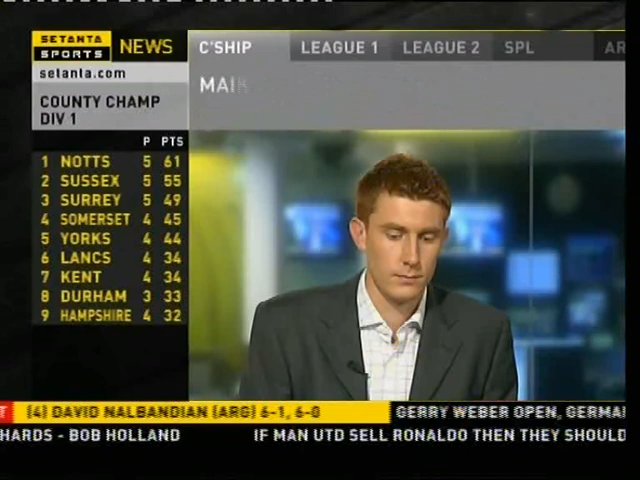 SETANTA
SPORTS
NEWS
setanta.com
C'SHIP
LEAGUE 1
LEAGUE 2
SPL
AR
MAI
COUNTY CHAMP
DIV 1
P PTS
1 NOTTS 5 61
2 SUSSEX 5 55
3 SURREY 5 49
4 SOMERSET 4 45
5 YORKS 4 44
6 LANCS 4 34
7 KENT 4 34
8 DURHAM 3 33
9 HAMPSHIRE 4 32
T (4) DAVID NALBANDIAN (ARG) 6-1, 6-0 GERRY WEBER OPEN, GERMA
HARDS - BOB HOLLAND IF MAN UTD SELL RONALDO THEN THEY SHOULD